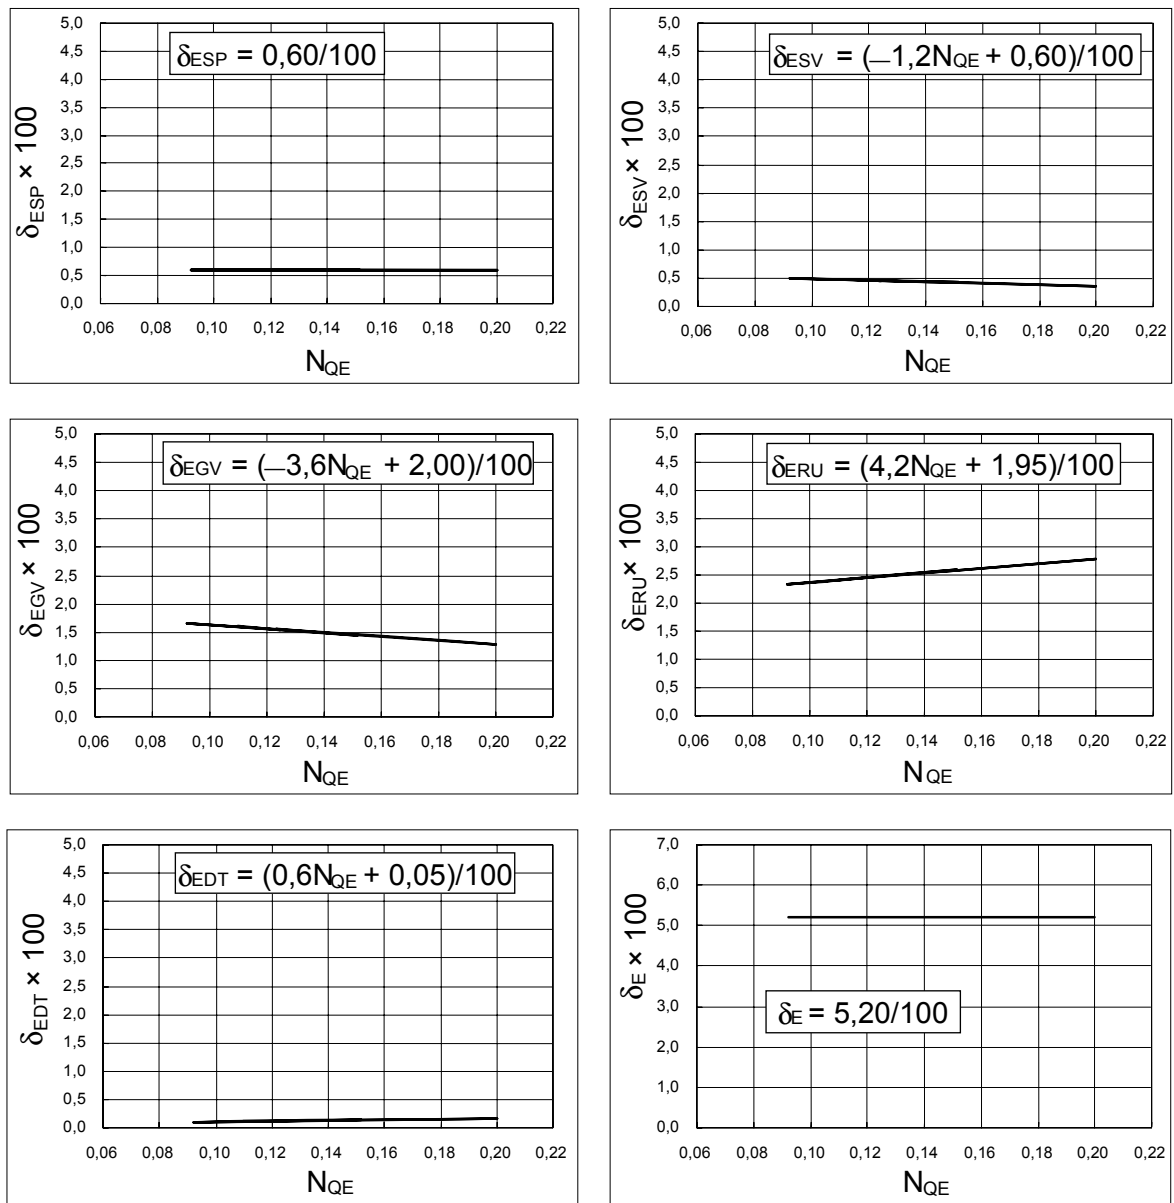 5,0
4,5
4,0
3,5
3,0
2,5
2,0
1,5
1,0
0,5
0,0
δESP × 100
δESP = 0,60/100
0,06 0,08 0,10 0,12 0,14 0,16 0,18 0,20 0,22
NQE
5,0
4,5
4,0
3,5
3,0
2,5
2,0
1,5
1,0
0,5
0,0
δESV × 100
δESV = (–1,2NQE + 0,60)/100
0,06 0,08 0,10 0,12 0,14 0,16 0,18 0,20 0,22
NQE
5,0
4,5
4,0
3,5
3,0
2,5
2,0
1,5
1,0
0,5
0,0
δEGV × 100
δEGV = (–3,6NQE + 2,00)/100
0,06 0,08 0,10 0,12 0,14 0,16 0,18 0,20 0,22
NQE
5,0
4,5
4,0
3,5
3,0
2,5
2,0
1,5
1,0
0,5
0,0
δERU × 100
δERU = (4,2NQE + 1,95)/100
0,06 0,08 0,10 0,12 0,14 0,16 0,18 0,20 0,22
NQE
5,0
4,5
4,0
3,5
3,0
2,5
2,0
1,5
1,0
0,5
0,0
δEDT × 100
δEDT = (0,6NQE + 0,05)/100
0,06 0,08 0,10 0,12 0,14 0,16 0,18 0,20 0,22
NQE
7,0
6,0
5,0
4,0
3,0
2,0
1,0
0,0
δE × 100
δE = 5,20/100
0,06 0,08 0,10 0,12 0,14 0,16 0,18 0,20 0,22
NQE